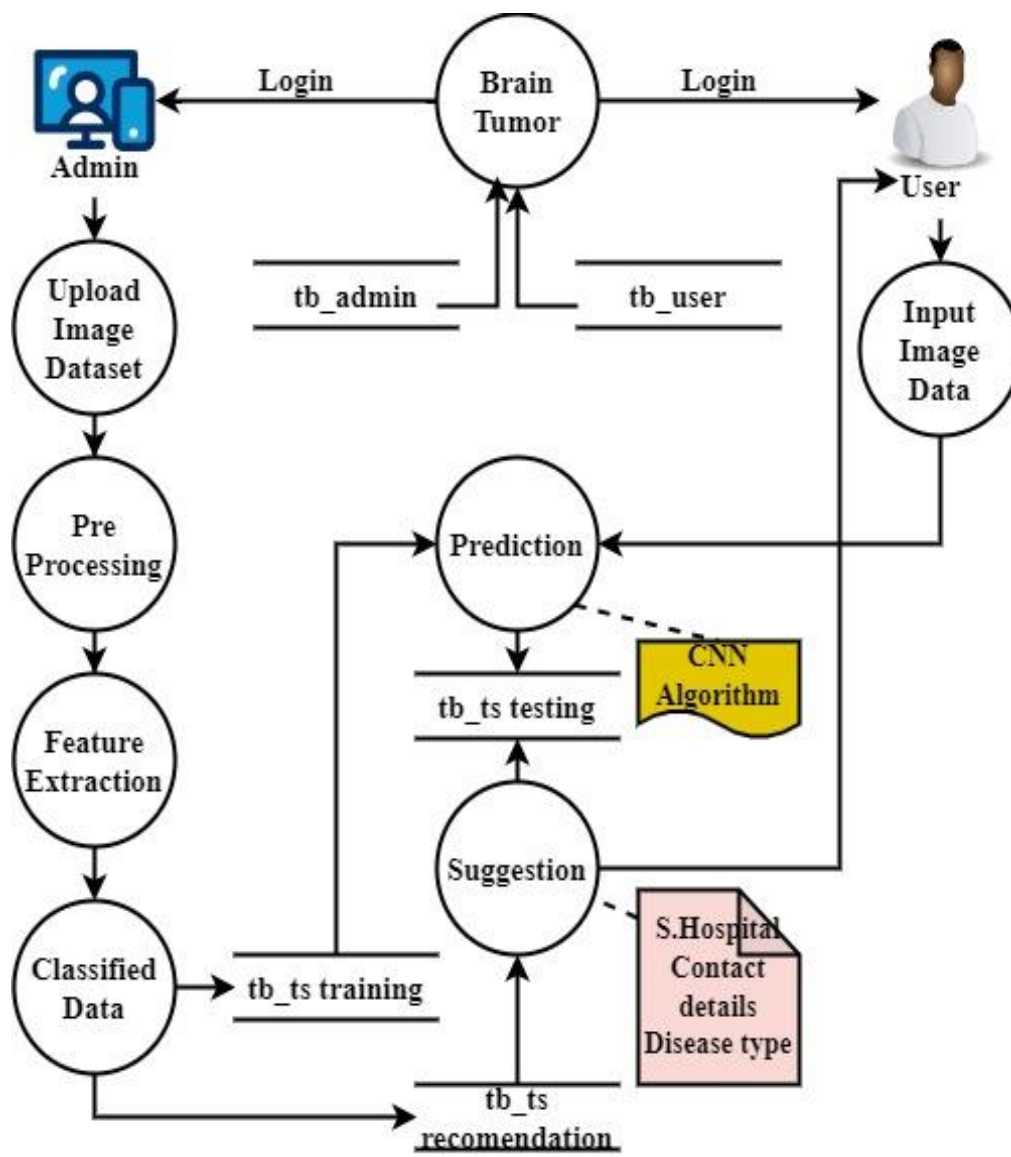 Login
Brain
Tumor
Login
Admin
User
Upload
Image
Dataset
tb_admin
tb_user
Input
Image
Data
Pre
Processing
Prediction
CNN
Algorithm
tb_ts testing
Feature
Extraction
Suggestion
S.Hospital
Contact
details
Disease type
Classified
Data
tb_ts training
tb_ts
recomendation